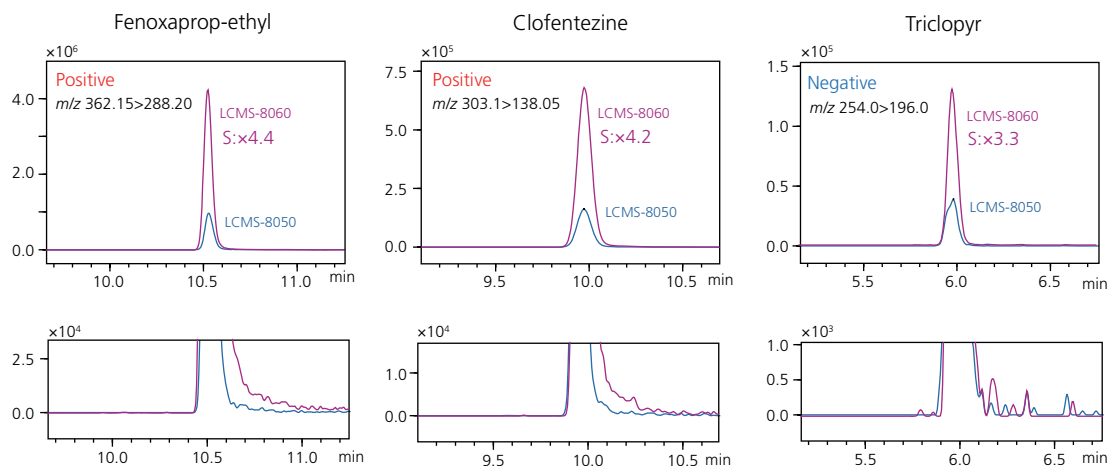 Fenoxaprop-ethyl
×10⁶
Positive
m/z 362.15>288.20
LCMS-8060
S:×4.4
LCMS-8050
4.0
2.0
0.0
10.0 10.5 11.0 min
Clofentezine
×10⁵
Positive
m/z 303.1>138.05
LCMS-8060
S:×4.2
LCMS-8050
7.5
5.0
2.5
0.0
9.5 10.0 10.5 min
Triclopyr
×10⁵
Negative
m/z 254.0>196.0
LCMS-8060
S:×3.3
LCMS-8050
1.5
1.0
0.5
0.0
5.5 6.0 6.5 min
×10⁴
2.5
0.0
10.0 10.5 11.0 min
×10⁴
1.0
0.0
9.5 10.0 10.5 min
×10³
1.0
0.5
0.0
5.5 6.0 6.5 min